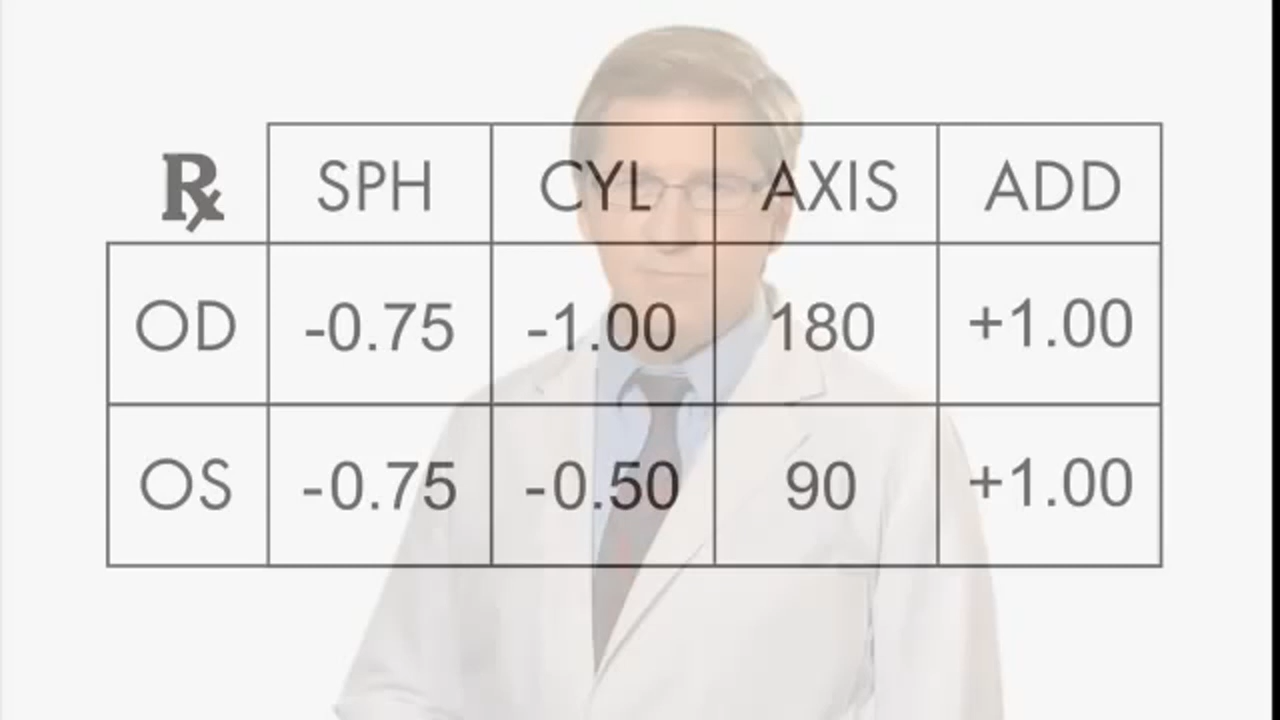 ℞ SPH CYL AXIS ADD
OD -0.75 -1.00 180 +1.00
OS -0.75 -0.50 90 +1.00